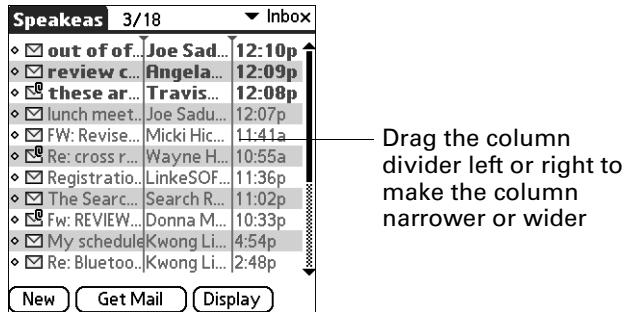 Speakeas 3/18 Inbox
out of of... Joe Sad... 12:10p
review c... Angela... 12:09p
these ar... Travis... 12:08p
lunch meet... Joe Sadu... 12:07p
FW: Revise... Micki Hic... 11:41a
Re: cross r... Wayne H... 10:55a
Registratio... LinkeSOF... 11:36p
The Searc... Search R... 11:02p
Fw: REVIEW... Donna M... 10:33p
My schedule Kwong Li... 4:54p
Re: Bluetoo... Kwong Li... 2:48p
New Get Mail Display
Drag the column
divider left or right to
make the column
narrower or wider